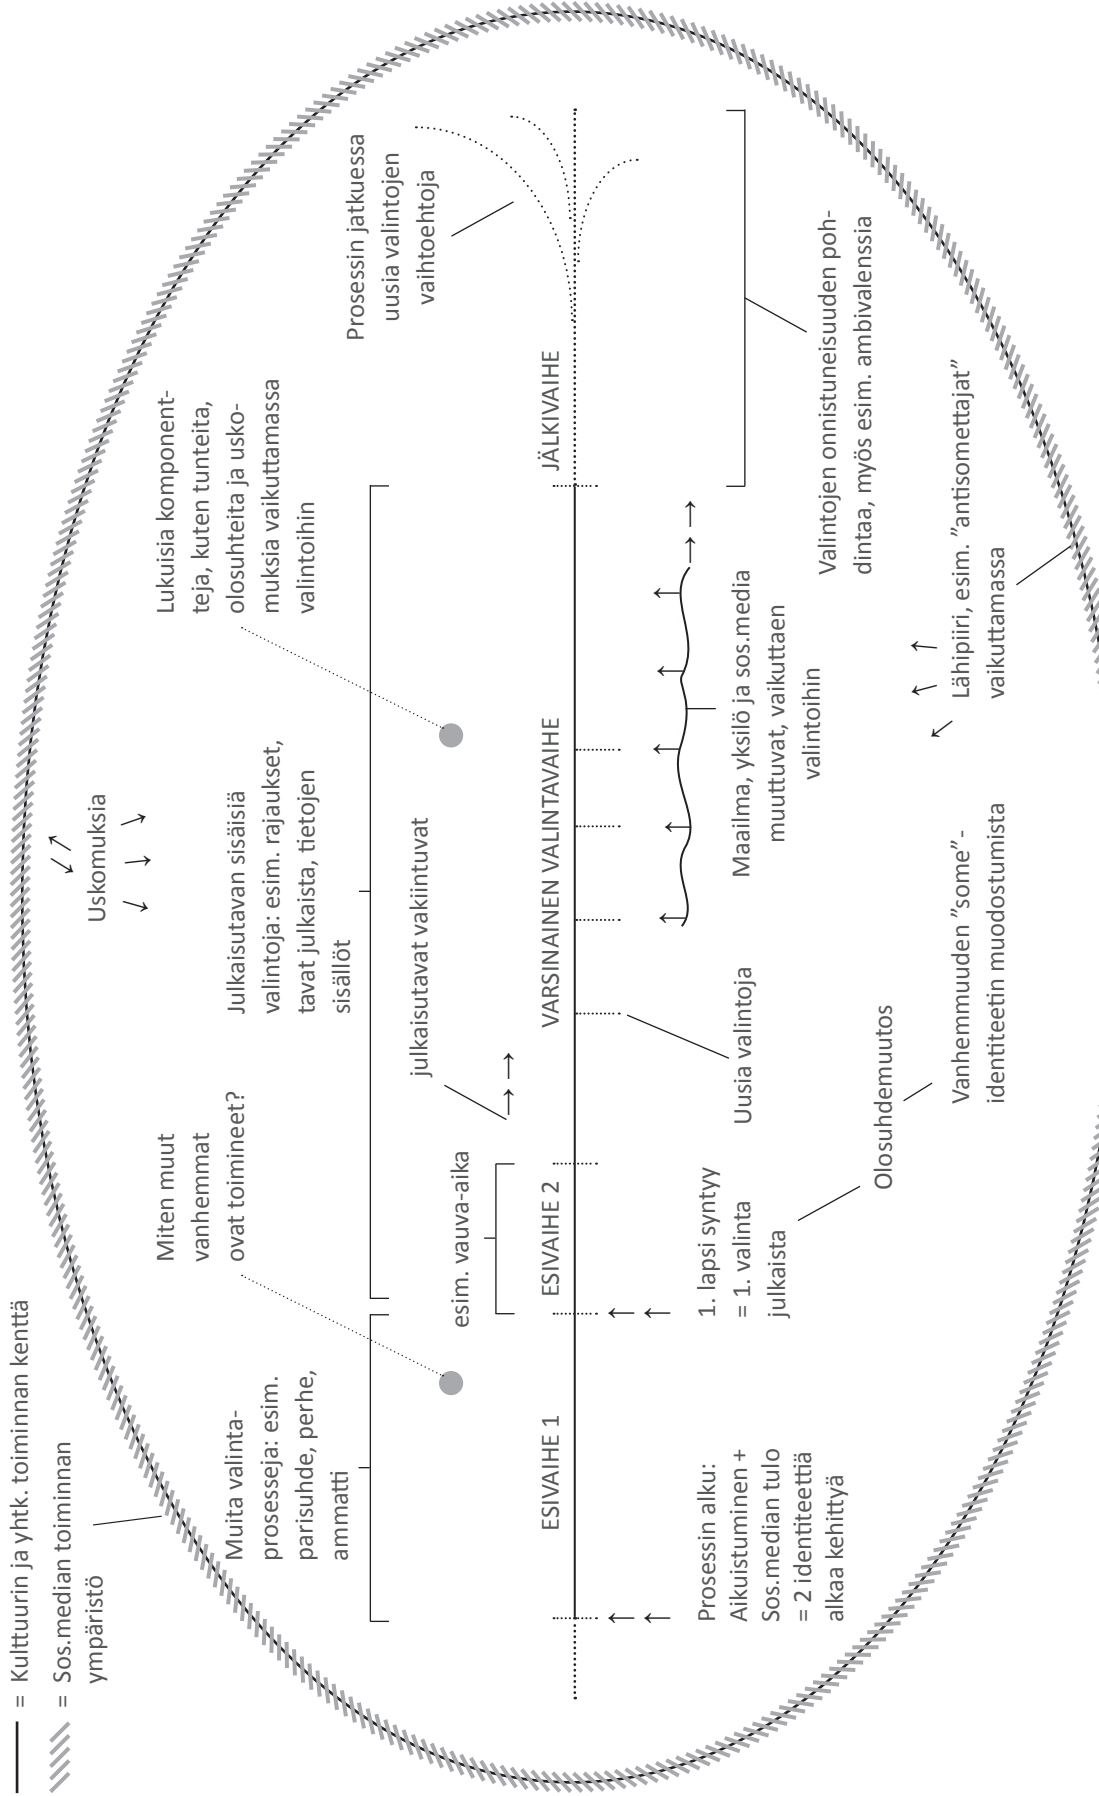 = Kulttuurin ja yhtk. toiminnan kenttä
= Sos.median toiminnan
ympäristö
Uskomuksia
Muita valinta-
prosesseja: esim.
parisuhde, perhe,
ammatti
Miten muut
vanhemmat
ovat toimineet?
Julkaisutavan sisäisiä
valintoja: esim. rajaukset,
tavat julkaista, tietojen
sisällöt
Lukuisia komponent-
teja, kuten tunteita,
olosuhteita ja usko-
muksia vaikuttamassa
valintoihin
Prosessin jatkuessa
uusia valintojen
vaihtoehtoja
esim. vauva-aika
julkaisutavat vakiintuvat
ESIVAIHE 1
ESIVAIHE 2
VARSINAINEN VALINTAVAIHE
JÄLKIVAIHE
Prosessin alku:
Aikuistuminen +
Sos.median tulo
= 2 identiteettiä
alkaa kehittyä
1. lapsi syntyy
= 1. valinta
julkaista
Uusia valintoja
Maailma, yksilö ja sos.media
muuttuvat, vaikuttaen
valintoihin
Valintojen onnistuneisuuden poh-
dintaa, myös esim. ambivalenssia
Olosuhdemuutos
Vanhemmuuden ”some”-
identiteetin muodostumista
Lähipiiri, esim. ”antisomettajat”
vaikuttamassa